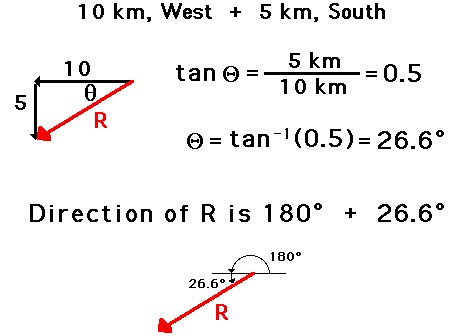 10 km, West + 5 km, South
10
5
θ
R
tan Θ = 5 km / 10 km = 0.5
Θ = tan⁻¹(0.5) = 26.6°
Direction of R is 180° + 26.6°
180°
26.6°
R